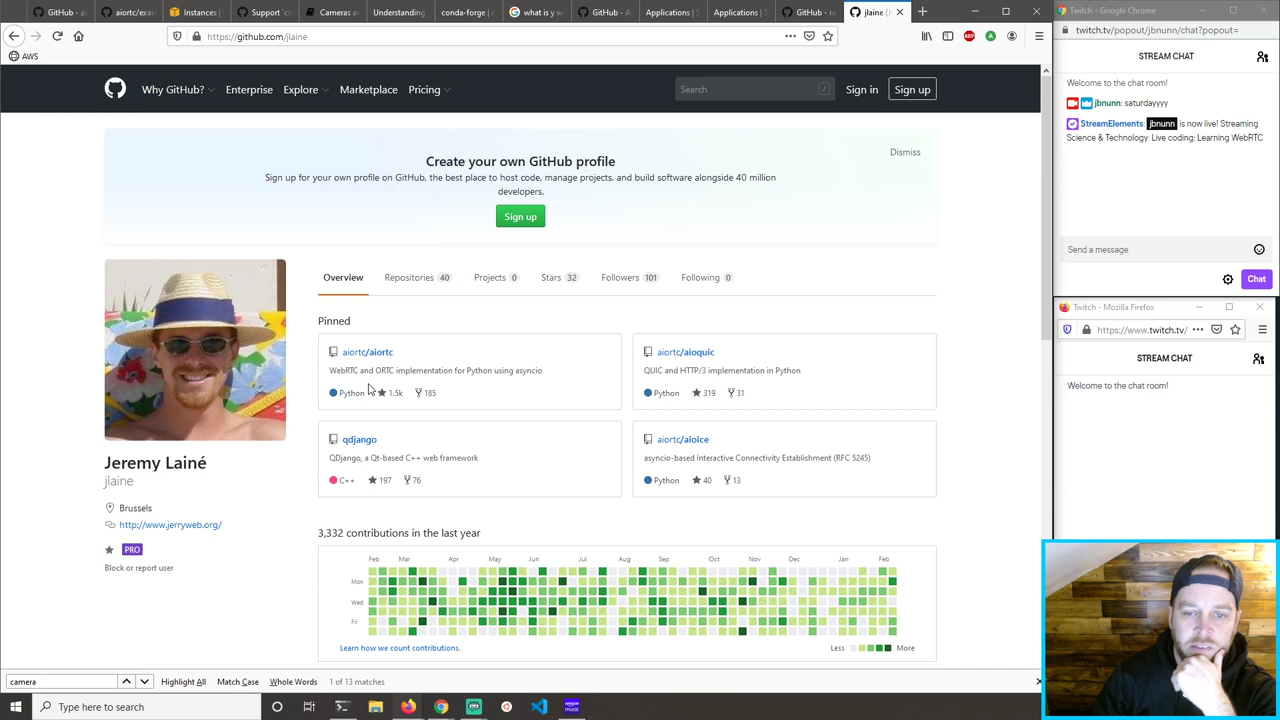 GitHub - a
aiortc/exa
Instances |
Support 'c
Cameras a
Understanding
conda-forge
what is y w
GitHub - A
Applications | S
Applications | S
GitHub - ra
jlaine (J
https://github.com/jlaine
AWS
Why GitHub?
Enterprise
Explore
Marketplace
Pricing
Search
/
Sign in
Sign up
Create your own GitHub profile
Dismiss
Sign up for your own profile on GitHub, the best place to host code, manage projects, and build software alongside 40 million
developers.
Sign up
Overview
Repositories 40
Projects 0
Stars 32
Followers 101
Following 0
Pinned
aiortc/aiortc
WebRTC and ORTC implementation for Python using asyncio
Python 1.5k 185
aiortc/aioquic
QUIC and HTTP/3 implementation in Python
Python 319 31
qdjango
QDjango, a Qt-based C++ web framework
C++ 197 76
aiortc/aioice
asyncio-based Interactive Connectivity Establishment (RFC 5245)
Python 40 13
Jeremy Lainé
jlaine
Brussels
http://www.jerryweb.org/
PRO
Block or report user
3,332 contributions in the last year
Feb Mar Apr May Jun Jul Aug Sep Oct Nov Dec Jan Feb
Mon
Wed
Fri
Learn how we count contributions.
Less More
camera
Highlight All
Match Case
Whole Words
1 of 13 matches
Type here to search
amazon
music
Twitch - Google Chrome
twitch.tv/popout/jbnunn/chat?popout=
STREAM CHAT
Welcome to the chat room!
jbnunn: saturdayyyy
StreamElements: jbnunn is now live! Streaming
Science & Technology: Live coding: Learning WebRTC
Send a message
Chat
Twitch - Mozilla Firefox
https://www.twitch.tv/
STREAM CHAT
Welcome to the chat room!